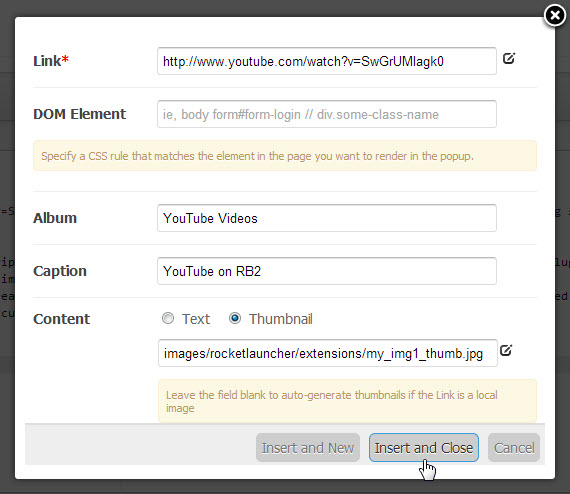 Link*
http://www.youtube.com/watch?v=SwGrUMlagk0
DOM Element
ie, body form#form-login // div.some-class-name
Specify a CSS rule that matches the element in the page you want to render in the popup.
Album
YouTube Videos
Caption
YouTube on RB2
Content
Text
Thumbnail
images/rocketlauncher/extensions/my_img1_thumb.jpg
Leave the field blank to auto-generate thumbnails if the Link is a local
image
Insert and New
Insert and Close
Cancel